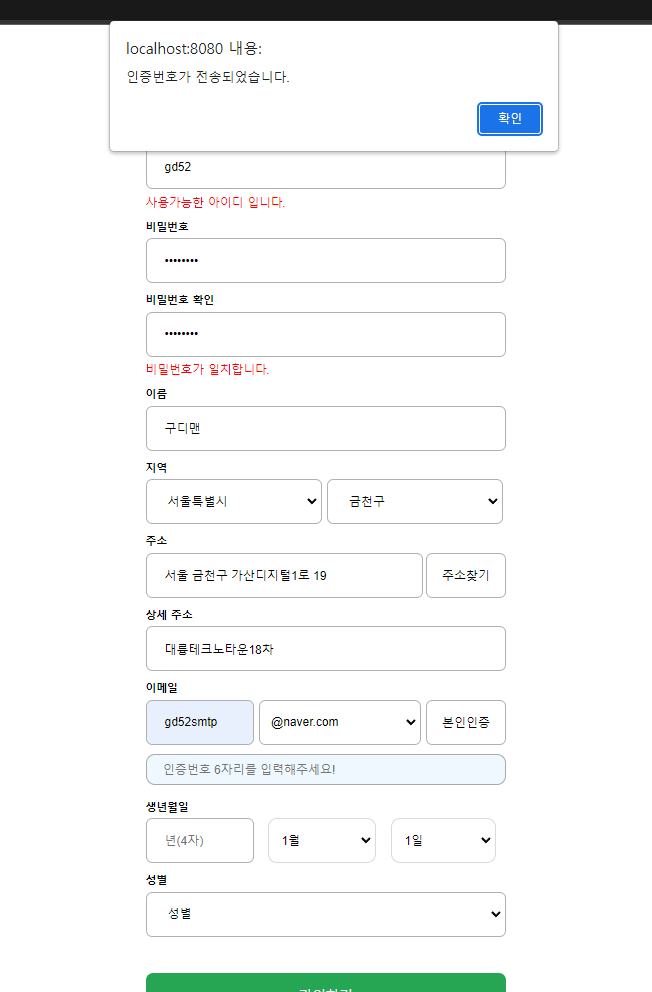 localhost:8080 내용:
인증번호가 전송되었습니다.
확인
gd52
사용가능한 아이디 입니다.
비밀번호
••••••••
비밀번호 확인
••••••••
비밀번호가 일치합니다.
이름
구디맨
지역
서울특별시 금천구
주소
서울 금천구 가산디지털1로 19 주소찾기
상세 주소
대륭테크노타운18차
이메일
gd52smtp @naver.com 본인인증
인증번호 6자리를 입력해주세요!
생년월일
년(4자) 1월 1일
성별
성별